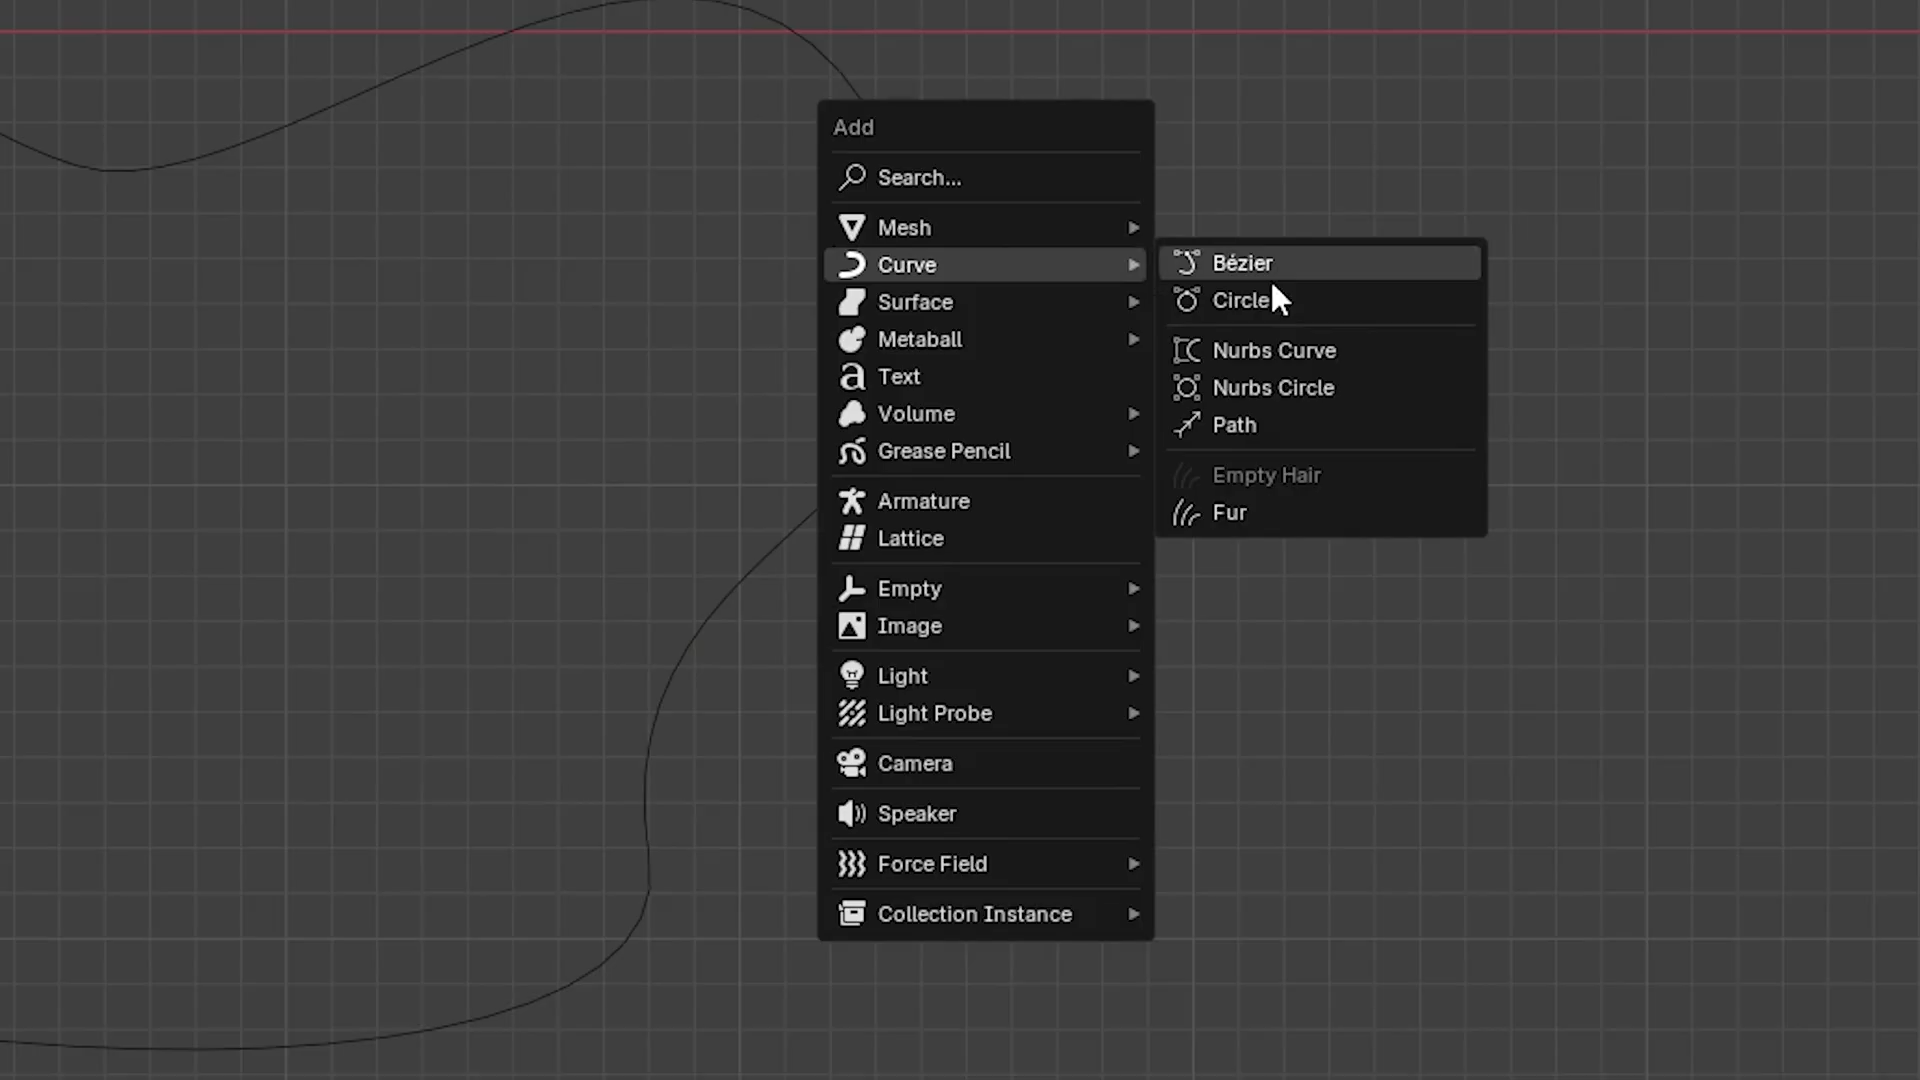 Add
Search...
Mesh
Curve
Surface
Metaball
Text
Volume
Grease Pencil
Armature
Lattice
Empty
Image
Light
Light Probe
Camera
Speaker
Force Field
Collection Instance
Bézier
Circle
Nurbs Curve
Nurbs Circle
Path
Empty Hair
Fur